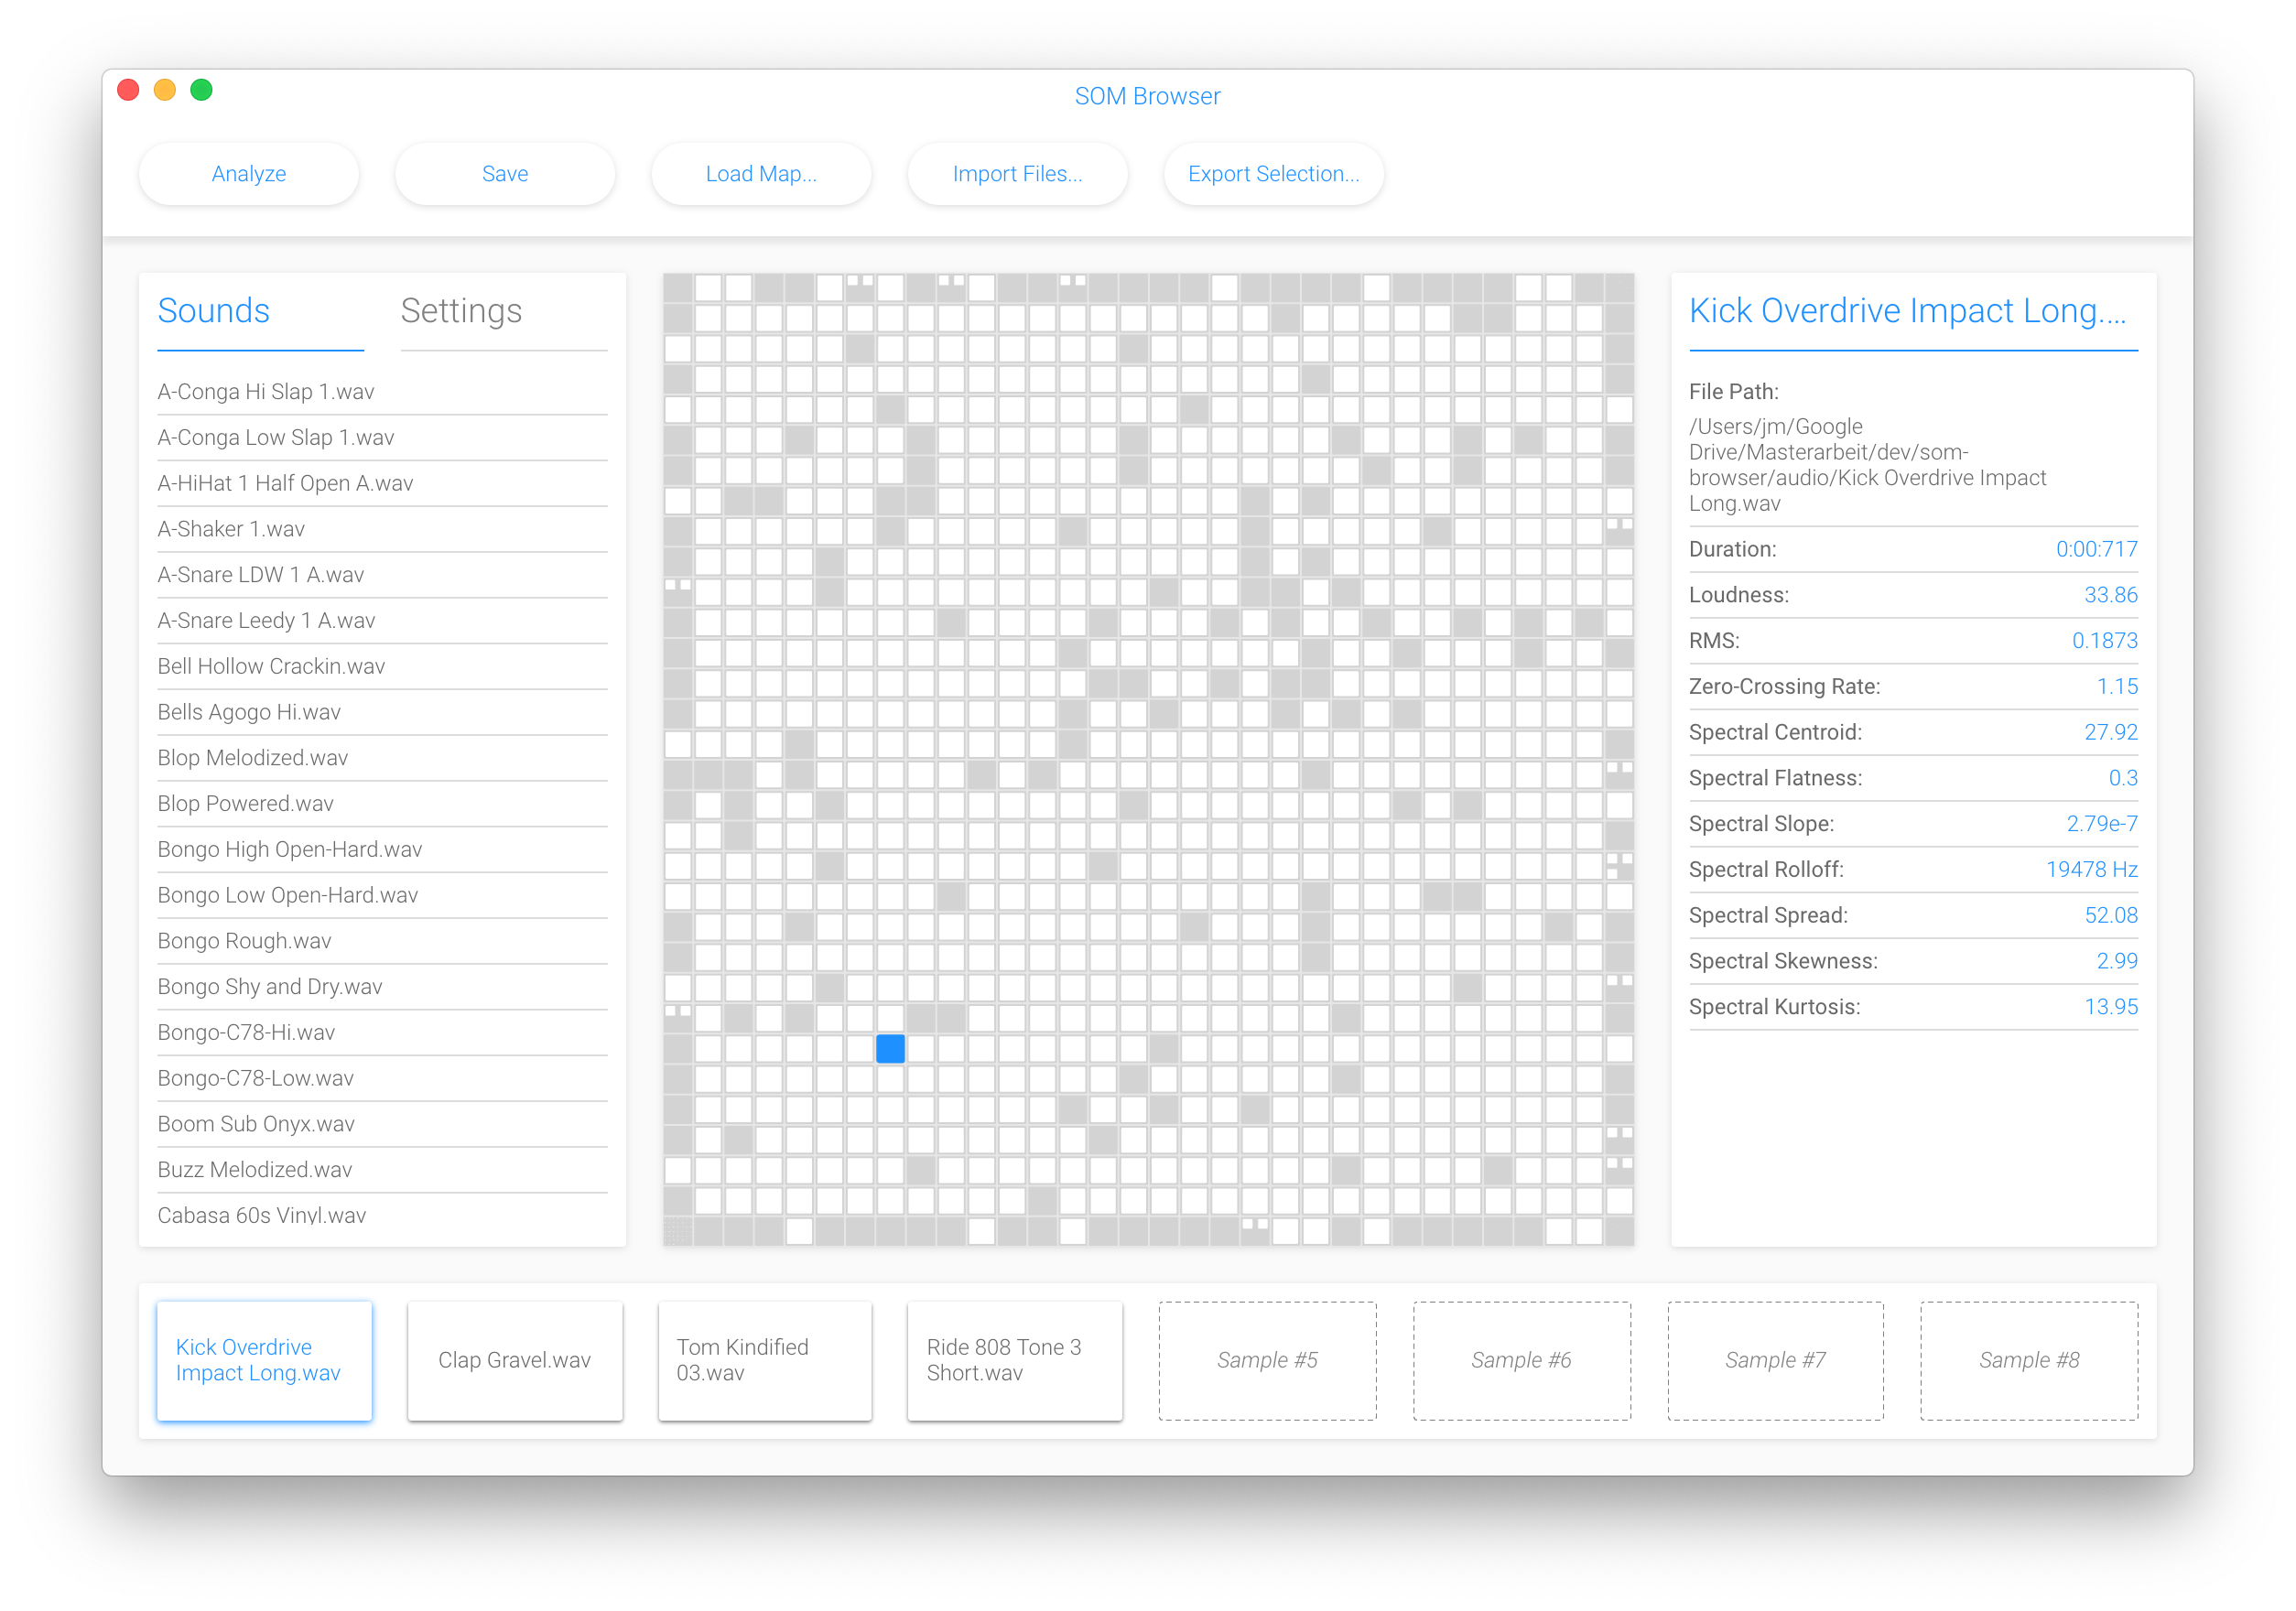 SOM Browser
Analyze
Save
Load Map...
Import Files...
Export Selection...
Sounds
Settings
A-Conga Hi Slap 1.wav
A-Conga Low Slap 1.wav
A-HiHat 1 Half Open A.wav
A-Shaker 1.wav
A-Snare LDW 1 A.wav
A-Snare Leedy 1 A.wav
Bell Hollow Crackin.wav
Bells Agogo Hi.wav
Blop Melodized.wav
Blop Powered.wav
Bongo High Open-Hard.wav
Bongo Low Open-Hard.wav
Bongo Rough.wav
Bongo Shy and Dry.wav
Bongo-C78-Hi.wav
Bongo-C78-Low.wav
Boom Sub Onyx.wav
Buzz Melodized.wav
Cabasa 60s Vinyl.wav
Kick Overdrive Impact Long....
File Path:
/Users/jm/Google
Drive/Masterarbeit/dev/som-
browser/audio/Kick Overdrive Impact
Long.wav
Duration: 0:00:717
Loudness: 33.86
RMS: 0.1873
Zero-Crossing Rate: 1.15
Spectral Centroid: 27.92
Spectral Flatness: 0.3
Spectral Slope: 2.79e-7
Spectral Rolloff: 19478 Hz
Spectral Spread: 52.08
Spectral Skewness: 2.99
Spectral Kurtosis: 13.95
Kick Overdrive
Impact Long.wav
Clap Gravel.wav
Tom Kindified
03.wav
Ride 808 Tone 3
Short.wav
Sample #5
Sample #6
Sample #7
Sample #8